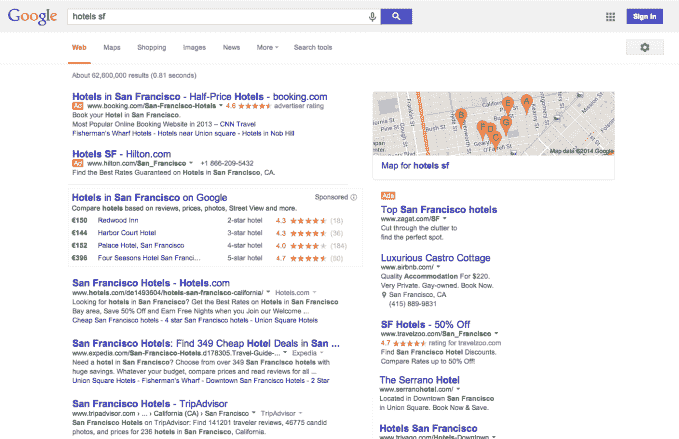 Google
hotels sf
Sign in
Web Maps Shopping Images News More Search tools
About 62,800,000 results (0.81 seconds)
Hotels in San Francisco - Half-Price Hotels - booking.com
Ad www.booking.com/San-Francisco-Hotels 4.6 advertiser rating
Book your Hotel in San Francisco.
Most Popular Online Booking Website in 2013 – CNN Travel
Fisherman's Wharf Hotels - Hotels near Union square - Hotels in Nob Hill
Hotels SF - Hilton.com
Ad www.hilton.com/San_Francisco +1 866-209-5432
Find the Best Rates Guaranteed on Hotels in San Francisco, CA.
Hotels in San Francisco on Google Sponsored
Compare hotels based on reviews, prices, photos, Street View and more.
€150 Redwood Inn 2-star hotel 4.3 (18)
€144 Harbor Court Hotel 3-star hotel 4.3 (36)
€152 Palace Hotel, San Francisco 4-star hotel 4.0 (184)
€396 Four Seasons Hotel San Franci... 5-star hotel 4.7 (50)
San Francisco Hotels - Hotels.com
www.hotels.com/de1493604/hotels-san-francisco-california/ Hotels.com
Looking for hotels in San Francisco? Get the Best Rates on Hotels in San Francisco
Bay area, Save 50% Off and Earn Free Nights when you Join our Welcome ...
Cheap San Francisco hotels - 4 star San Francisco hotels - Union Square Hotels
San Francisco Hotels: Find 349 Cheap Hotel Deals in San ...
www.expedia.com/San-Francisco-Hotels.d178305.Travel-Guide-... Expedia
Need a hotel in San Francisco? Choose from over 349 San Francisco hotels with
huge savings. Whatever your budget, compare prices and read reviews for all ...
Union Square Hotels - Fisherman's Wharf - Downtown San Francisco Hotels - 2 Star
San Francisco Hotels - TripAdvisor
www.tripadvisor.com › ... › California (CA) › San Francisco TripAdvisor
San Francisco Hotels on TripAdvisor: Find 141201 traveler reviews, 46775 candid
photos, and prices for 236 hotels in San Francisco, California.
A
E
B
G
F
D
C
California
Bush St
Map data ©2014 Google
Map for hotels sf
Ads
Top San Francisco hotels
www.zagat.com/SF
Cut through the clutter to
find the perfect spot.
Luxurious Castro Cottage
www.airbnb.com/
Quality Accommodation For $220.
Very Private. Gay-owned. Book Now.
San Francisco, CA
(415) 889-9831
SF Hotels - 50% Off
www.travelzoo.com/San_Francisco
4.7 rating for travelzoo.com
Find San Francisco Hotel Discounts.
Compare Rates up to 50% Off!
The Serrano Hotel
www.serranohotel.com/
Located in Downtown San Francisco
in Union Square. Book Now & Save.
Hotels San Francisco
www.trivago.com/Hotels-Downtown